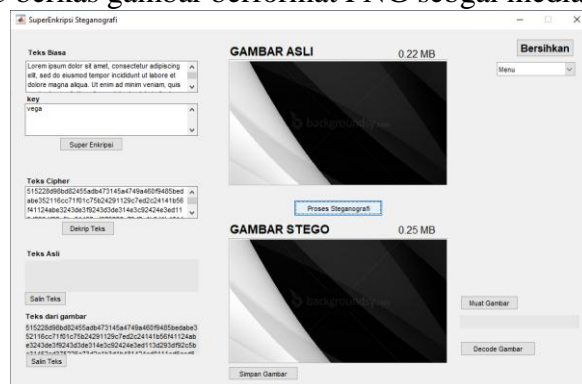 berkas gambar berformat PNG sebgai media
SuperEnkripsi Steganografi
Teks Biasa
Lorem ipsum dolor sit amet, consectetur adipiscing
elit, sed do eiusmod tempor incididunt ut labore et
dolore magna aliqua. Ut enim ad minim veniam, quis
key
vega
Super Enkripsi
Teks Cipher
515228d98bd82455adb473145a4749a460f9485bed
abe352116cc71f01c75b24291129c7ed2c24141b56
f41124abe3243de3f9243d3de314e3c92424e3ed11
Dekrip Teks
Teks Asli
Salin Teks
Teks dari gambar
515228d98bd82455adb473145a4749a460f9485bedabe3
52116cc71f01c75b24291129c7ed2c24141b56f41124ab
e3243de3f9243d3de314e3c92424e3ed113d293df92c5b
Salin Teks
GAMBAR ASLI
0.22 MB
Proses Steganografi
GAMBAR STEGO
0.25 MB
Simpan Gambar
Bersihkan
Menu
Muat Gambar
Decode Gambar